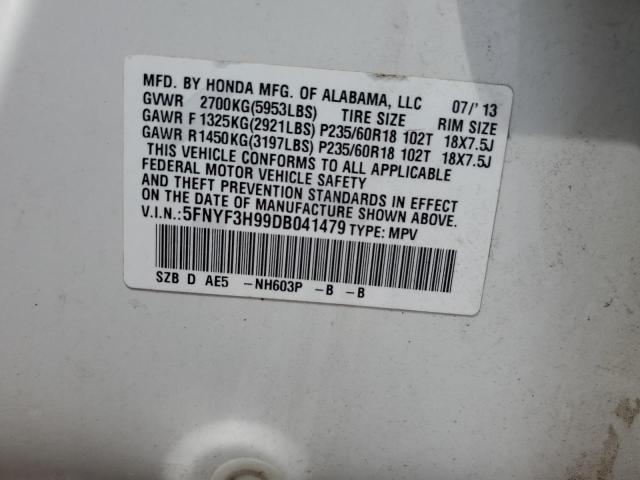 MFD. BY HONDA MFG. OF ALABAMA, LLC 07/'13
GVWR 2700KG(5953LBS) TIRE SIZE RIM SIZE
GAWR F1325KG(2921LBS) P235/60R18 102T 18X7.5J
GAWR R1450KG(3197LBS) P235/60R18 102T 18X7.5J
THIS VEHICLE CONFORMS TO ALL APPLICABLE
FEDERAL MOTOR VEHICLE SAFETY
AND THEFT PREVENTION STANDARDS IN EFFECT
ON THE DATE OF MANUFACTURE SHOWN ABOVE.
V.I.N.:5FNYF3H99DB041479 TYPE: MPV
SZB D AE5 -NH603P -B -B